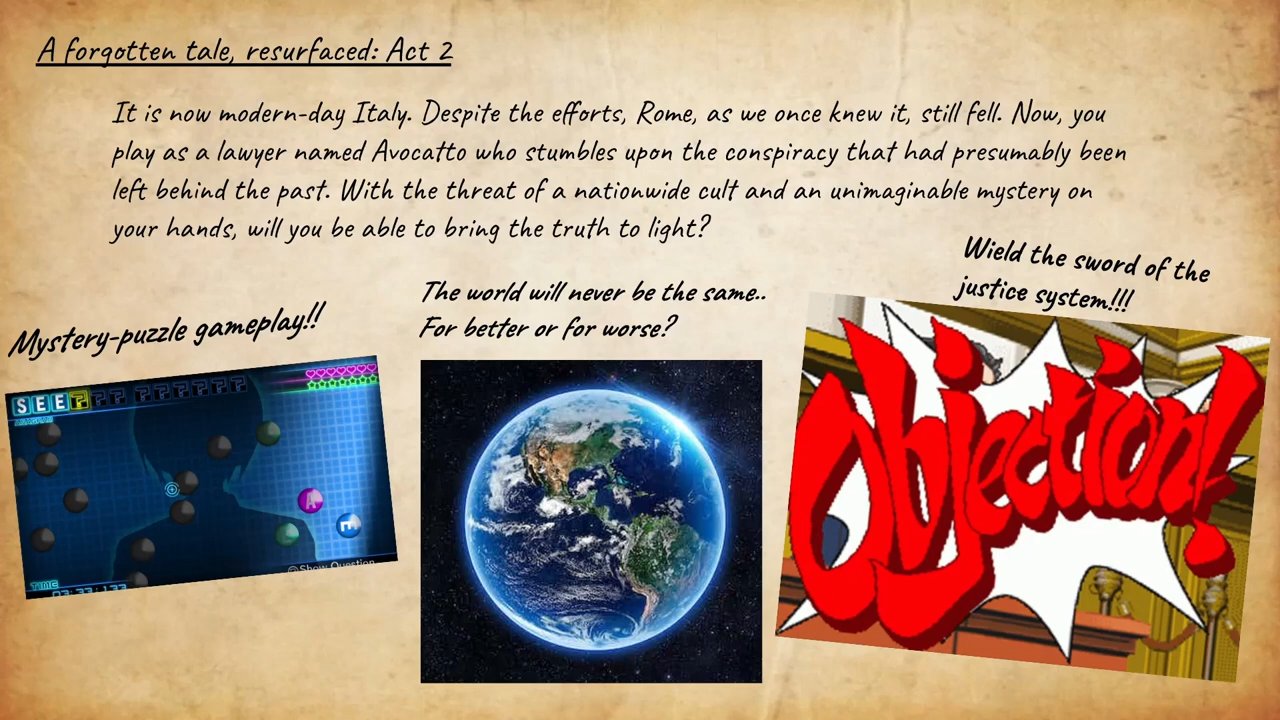 A forgotten tale, resurfaced: Act 2
It is now modern-day Italy. Despite the efforts, Rome, as we once knew it, still fell. Now, you
play as a lawyer named Avocatto who stumbles upon the conspiracy that had presumably been
left behind the past. With the threat of a nationwide cult and an unimaginable mystery on
your hands, will you be able to bring the truth to light?
Wield the sword of the
justice system!!!
The world will never be the same..
For better or for worse?
Mystery-puzzle gameplay!!
SEE? ?? ??????
A
E
Show Question
TIME
Objection!